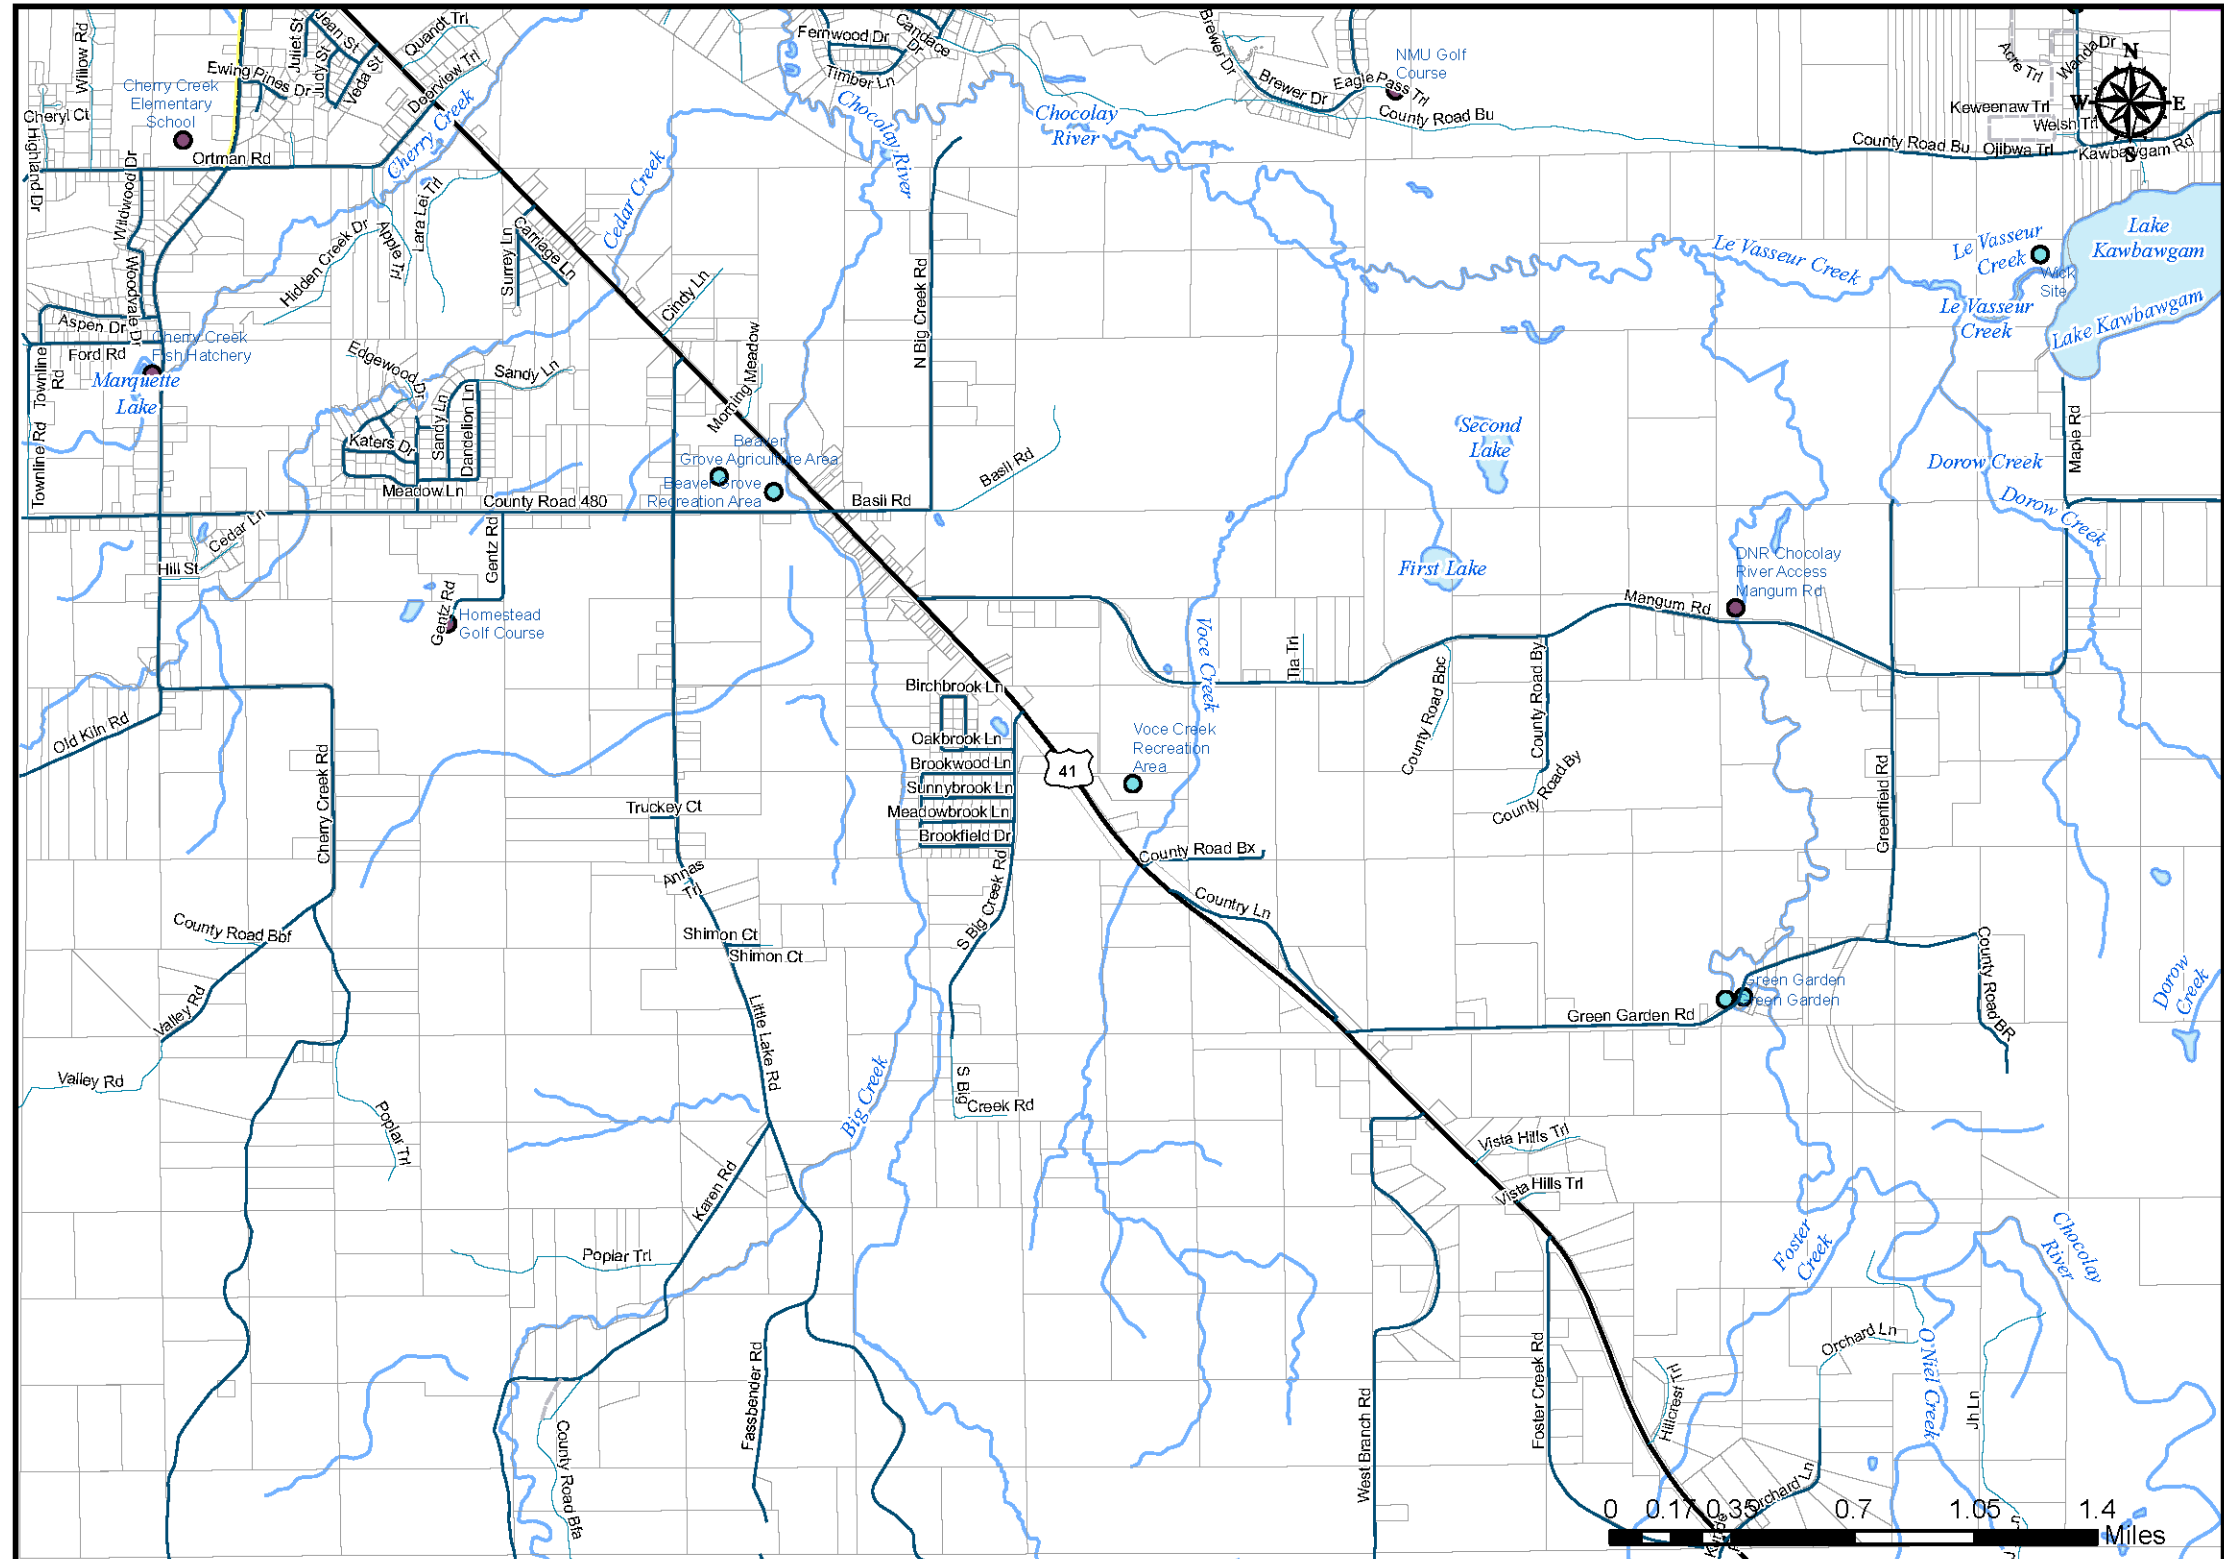 Willow Rd
Juliet St
Jean St
Judy St
Veda St
Quandt Trl
Deerview Trl
Ewing Pines Dr
Cherry Creek
Elementary
School
Cheryl Ct
Highland Dr
Ortman Rd
Cherry Creek
Wildwood Dr
Woodvale Dr
Hidden Creek Dr
Apple Trl
Lara Lei Trl
Surrey Ln
Carriage Ln
Cedar Creek
Fernwood Dr
Candace
Dr
Timber Ln
Chocolay River
Chocolay
River
Brewer Dr
Brewer Dr
Eagle Pass Trl
NMU Golf
Course
County Road Bu
County Road Bu
Ojibwa Trl
Kawbawgam Rd
Acre Trl
Wanda Dr
Keweenaw Trl
Welsh Trl
N
W
E
S
Lake
Kawbawgam
Lake Kawbawgam
Le Vasseur Creek
Le Vasseur
Creek
Wick
Site
Le Vasseur
Creek
Aspen Dr
Ford Rd
Cherry Creek
Fish Hatchery
Marquette
Lake
Townline
Rd
Townline Rd
Edgewood Dr
Sandy Ln
Sandy Ln
Dandelion Ln
Katers Dr
Meadow Ln
County Road 480
Cindy Ln
Morning Meadow
N Big Creek Rd
Beaver
Grove Agriculture Area
Beaver Grove
Recreation Area
Basil Rd
Basil Rd
Second
Lake
First Lake
Dorow Creek
Dorow Creek
Maple Rd
Cedar Ln
Hill St
Gentz Rd
Gentz Rd
Homestead
Golf Course
DNR Chocolay
River Access
Mangum Rd
Mangum Rd
Voce Creek
Tia Trl
County Road Bbc
County Road By
County Road By
Old Kiln Rd
Cherry Creek Rd
Birchbrook Ln
Oakbrook Ln
Brookwood Ln
Sunnybrook Ln
Meadowbrook Ln
Brookfield Dr
41
Voce Creek
Recreation
Area
Greenfield Rd
Truckey Ct
Annas
Trl
County Road Bx
Country Ln
S Big Creek Rd
County Road Bbf
Valley Rd
Valley Rd
Shimon Ct
Shimon Ct
Little Lake Rd
Green Garden
Green Garden
Green Garden Rd
County Road BR
Dorow
Creek
Poplar Trl
Big Creek
S Big
Creek Rd
Karen Rd
Poplar Trl
Vista Hills Trl
Vista Hills Trl
Foster
Creek
Chocolay
River
Fassbender Rd
County Road Bfa
West Branch Rd
Foster Creek Rd
Hillcrest Trl
Orchard Ln
O'Niel Creek
Jh Ln
Orchard Ln
0 0.17 0.35 0.7 1.05 1.4
Miles